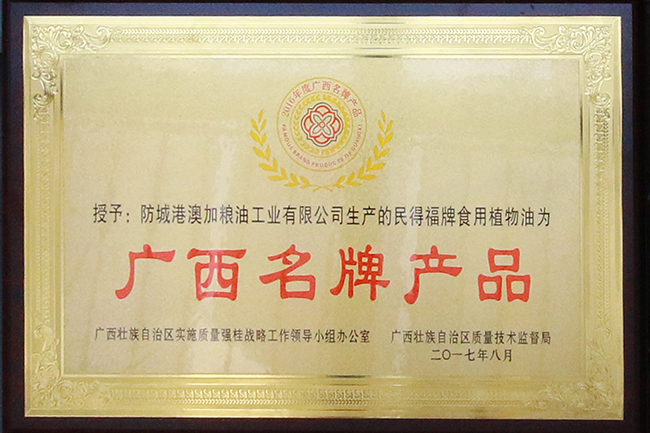 2016年度广西名牌产品
授予：防城港澳加粮油工业有限公司生产的民得福牌食用植物油为
广西名牌产品
广西壮族自治区实施质量强桂战略工作领导小组办公室
广西壮族自治区质量技术监督局
二〇一七年八月